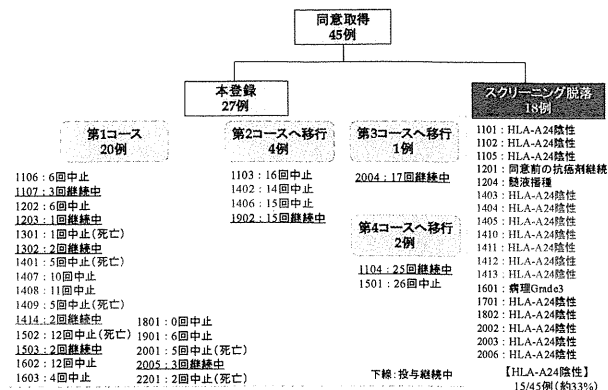 同意取得
45例
本登録
27例
スクリーニング脱落
18例
第1コース
20例
1106：6回中止
1107：3回継続中
1202：6回中止
1203：1回継続中
1301：1回中止(死亡)
1302：2回継続中
1401：5回中止(死亡)
1407：10回中止
1408：11回中止
1409：5回中止(死亡)
1414：2回継続中
1502：12回中止(死亡)
1503：2回継続中
1602：12回中止
1603：4回中止
1801：0回中止
1901：6回中止
2001：5回中止(死亡)
2005：3回継続中
2201：2回中止(死亡)
第2コースへ移行
4例
1103：16回中止
1402：14回中止
1406：15回中止
1902：15回継続中
第3コースへ移行
1例
2004：17回継続中
第4コースへ移行
2例
1104：25回継続中
1501：26回中止
下線：投与継続中
1101：HLA-A24陰性
1102：HLA-A24陰性
1105：HLA-A24陰性
1201：同意前の抗癌剤継続
1204：髄液播種
1403：HLA-A24陰性
1404：HLA-A24陰性
1405：HLA-A24陰性
1410：HLA-A24陰性
1411：HLA-A24陰性
1412：HLA-A24陰性
1413：HLA-A24陰性
1601：病理Grade3
1701：HLA-A24陰性
1802：HLA-A24陰性
2002：HLA-A24陰性
2003：HLA-A24陰性
2006：HLA-A24陰性
【HLA-A24陰性】
15/45例(約33%)